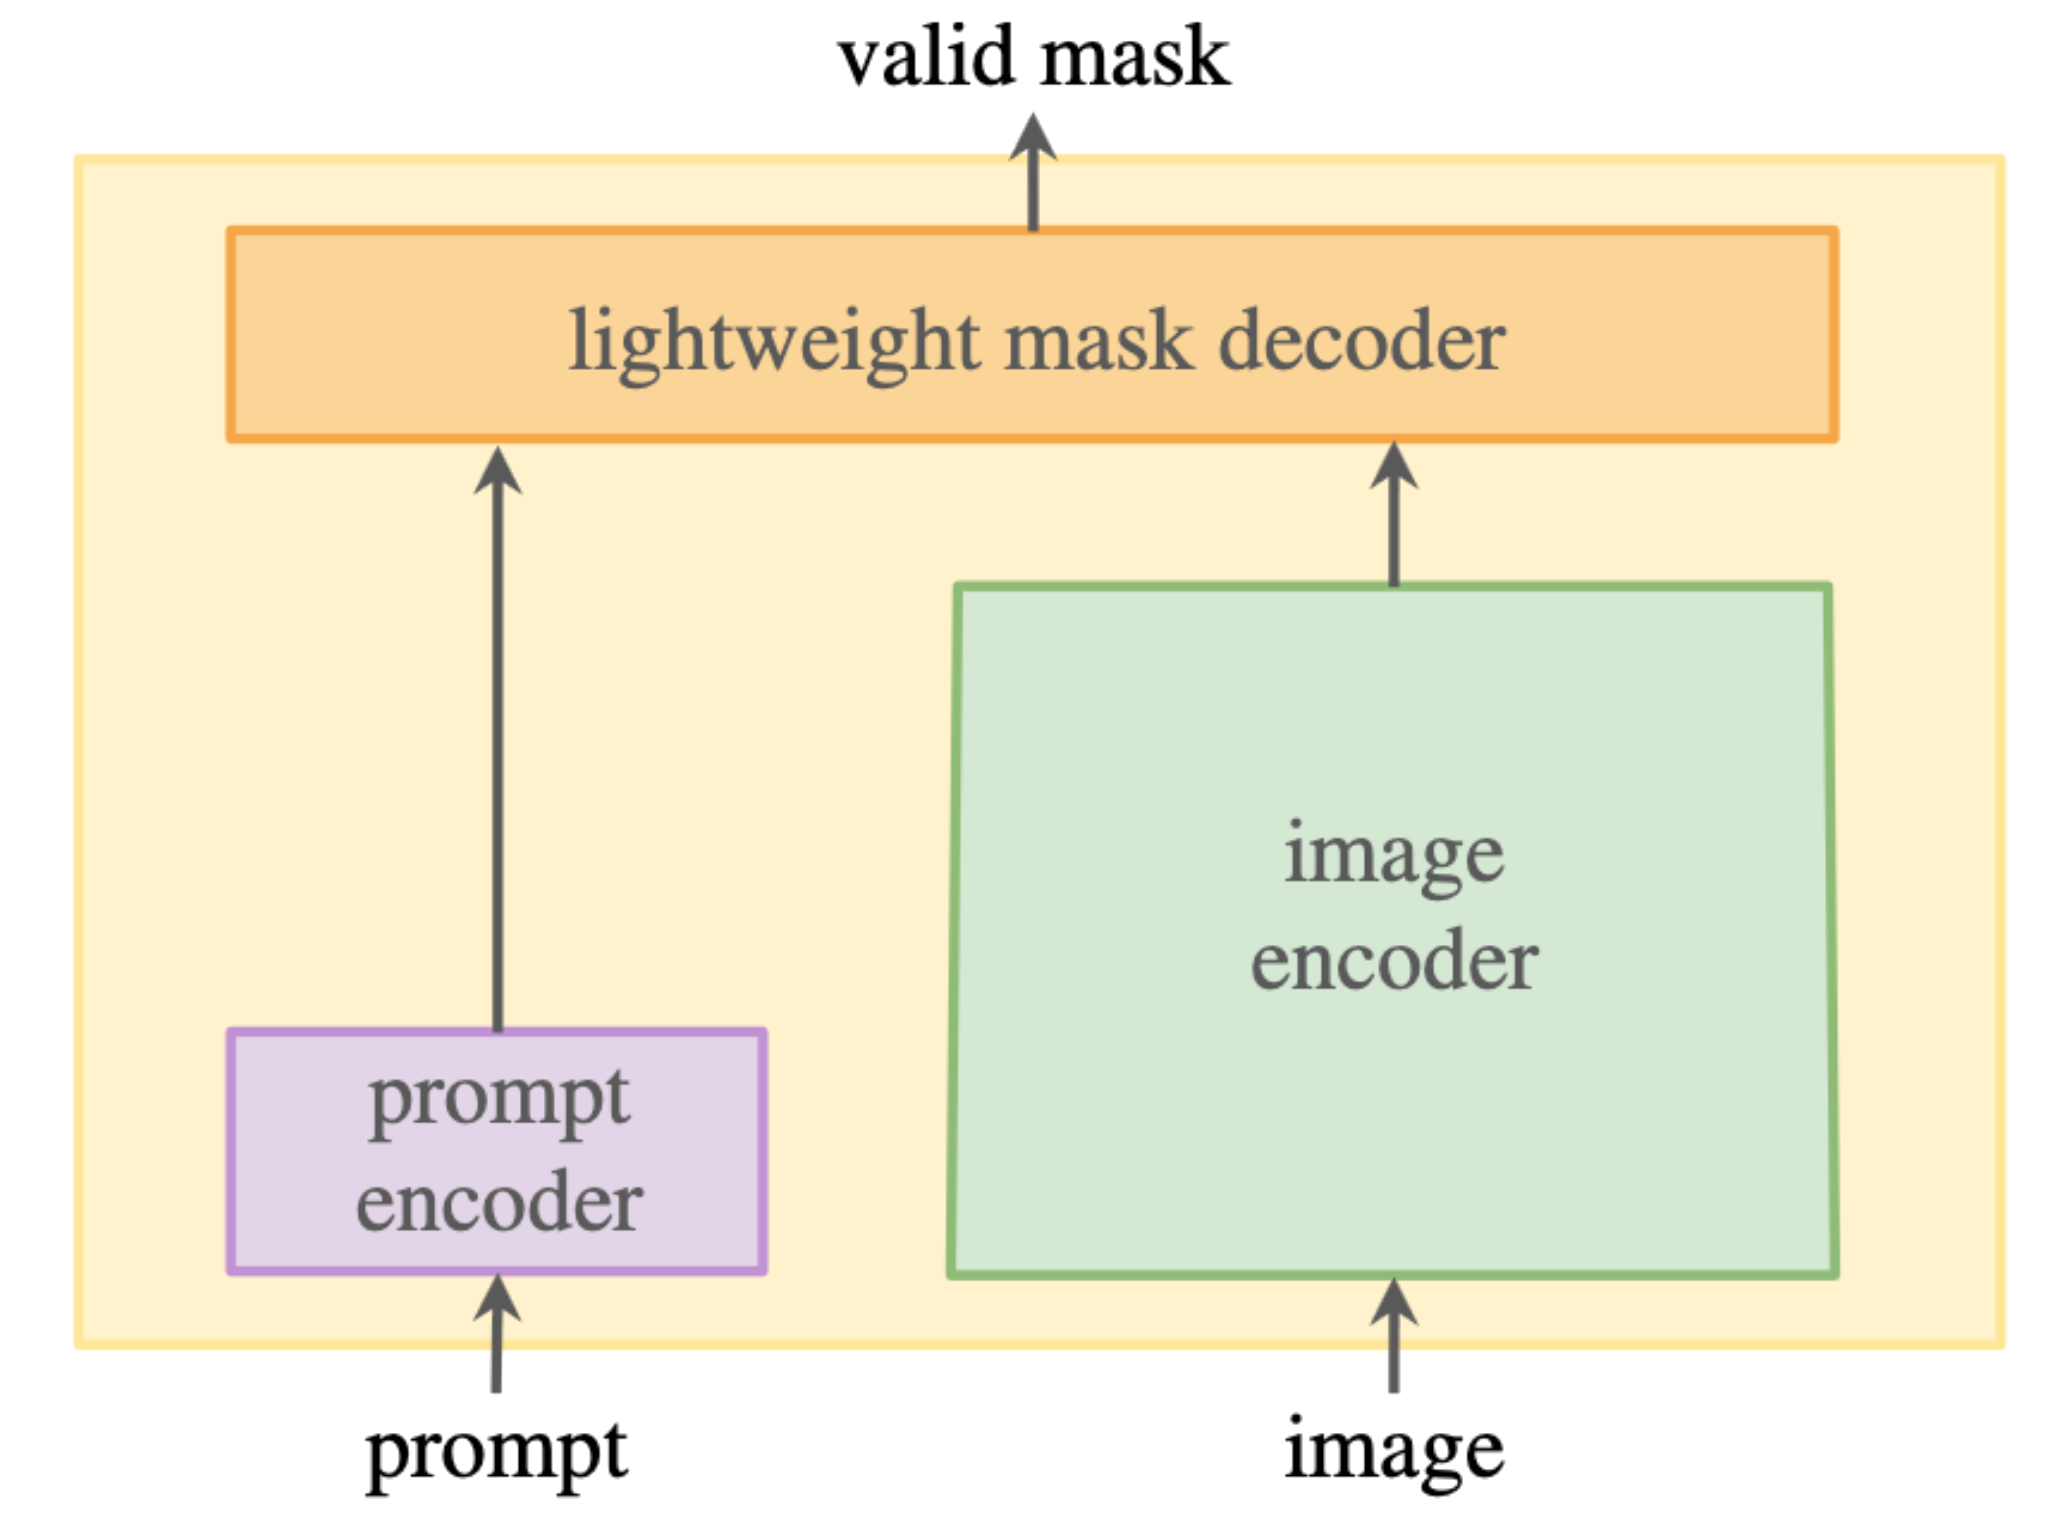 valid mask
lightweight mask decoder
image
encoder
prompt
encoder
prompt
image